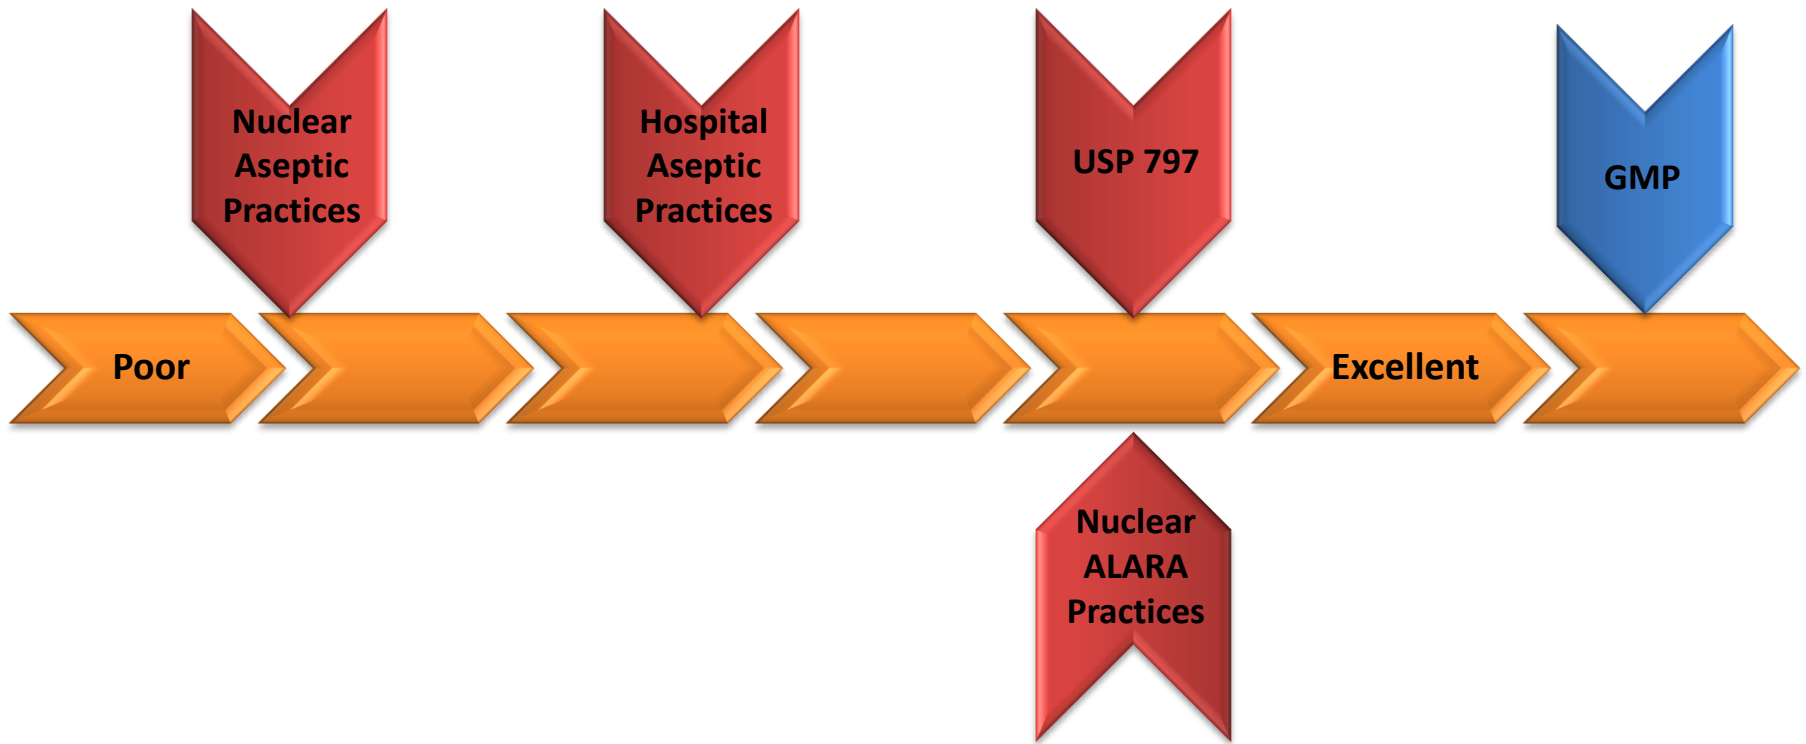 Nuclear
Aseptic
Practices
Hospital
Aseptic
Practices
USP 797
GMP
Poor
Excellent
Nuclear
ALARA
Practices